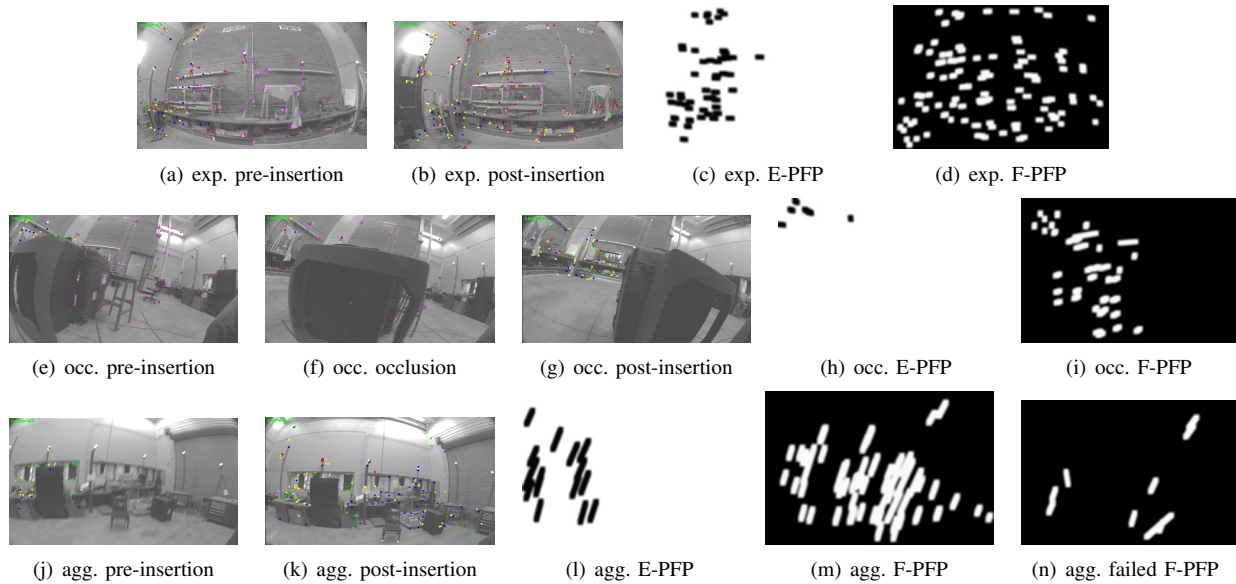 (a) exp. pre-insertion
(b) exp. post-insertion
(c) exp. E-PFP
(d) exp. F-PFP
(e) occ. pre-insertion
(f) occ. occlusion
(g) occ. post-insertion
(h) occ. E-PFP
(i) occ. F-PFP
(j) agg. pre-insertion
(k) agg. post-insertion
(l) agg. E-PFP
(m) agg. F-PFP
(n) agg. failed F-PFP